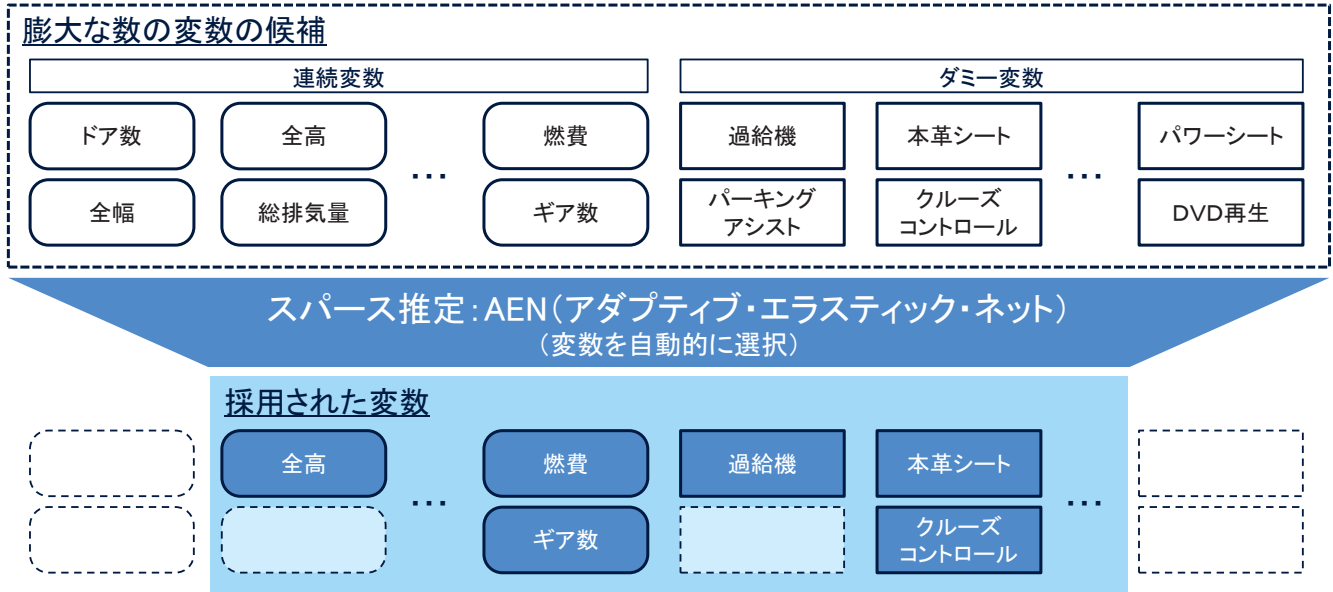 膨大な数の変数の候補
連続変数
ダミー変数
ドア数
全高
…
燃費
過給機
本革シート
…
パワーシート
全幅
総排気量
ギア数
パーキング
アシスト
クルーズ
コントロール
DVD再生
スパース推定：AEN（アダプティブ・エラスティック・ネット）
（変数を自動的に選択）
採用された変数
全高
…
燃費
過給機
本革シート
…
ギア数
クルーズ
コントロール